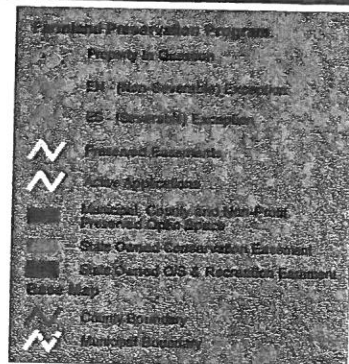 Farmland Preservation Program
Property In Question
EN - (Non-Severable) Exception
ES - (Severable) Exception
Preserved Easements
Active Applications
Municipal, County and Non-Profit
Preserved Open Space
State Owned Conservation Easement
State Owned O/S & Recreation Easement
Base Map
County Boundary
Municipal Boundary